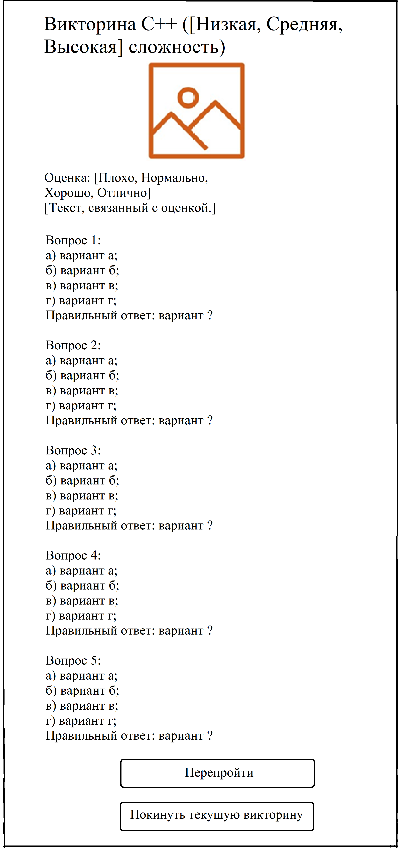 Викторина C++ ([Низкая, Средняя,
Высокая] сложность)
Оценка: [Плохо, Нормально,
Хорошо, Отлично]
[Текст, связанный с оценкой.]
Вопрос 1:
а) вариант а;
б) вариант б;
в) вариант в;
г) вариант г;
Правильный ответ: вариант ?
Вопрос 2:
а) вариант а;
б) вариант б;
в) вариант в;
г) вариант г;
Правильный ответ: вариант ?
Вопрос 3:
а) вариант а;
б) вариант б;
в) вариант в;
г) вариант г;
Правильный ответ: вариант ?
Вопрос 4:
а) вариант а;
б) вариант б;
в) вариант в;
г) вариант г;
Правильный ответ: вариант ?
Вопрос 5:
а) вариант а;
б) вариант б;
в) вариант в;
г) вариант г;
Правильный ответ: вариант ?
Перепройти
Покинуть текущую викторину